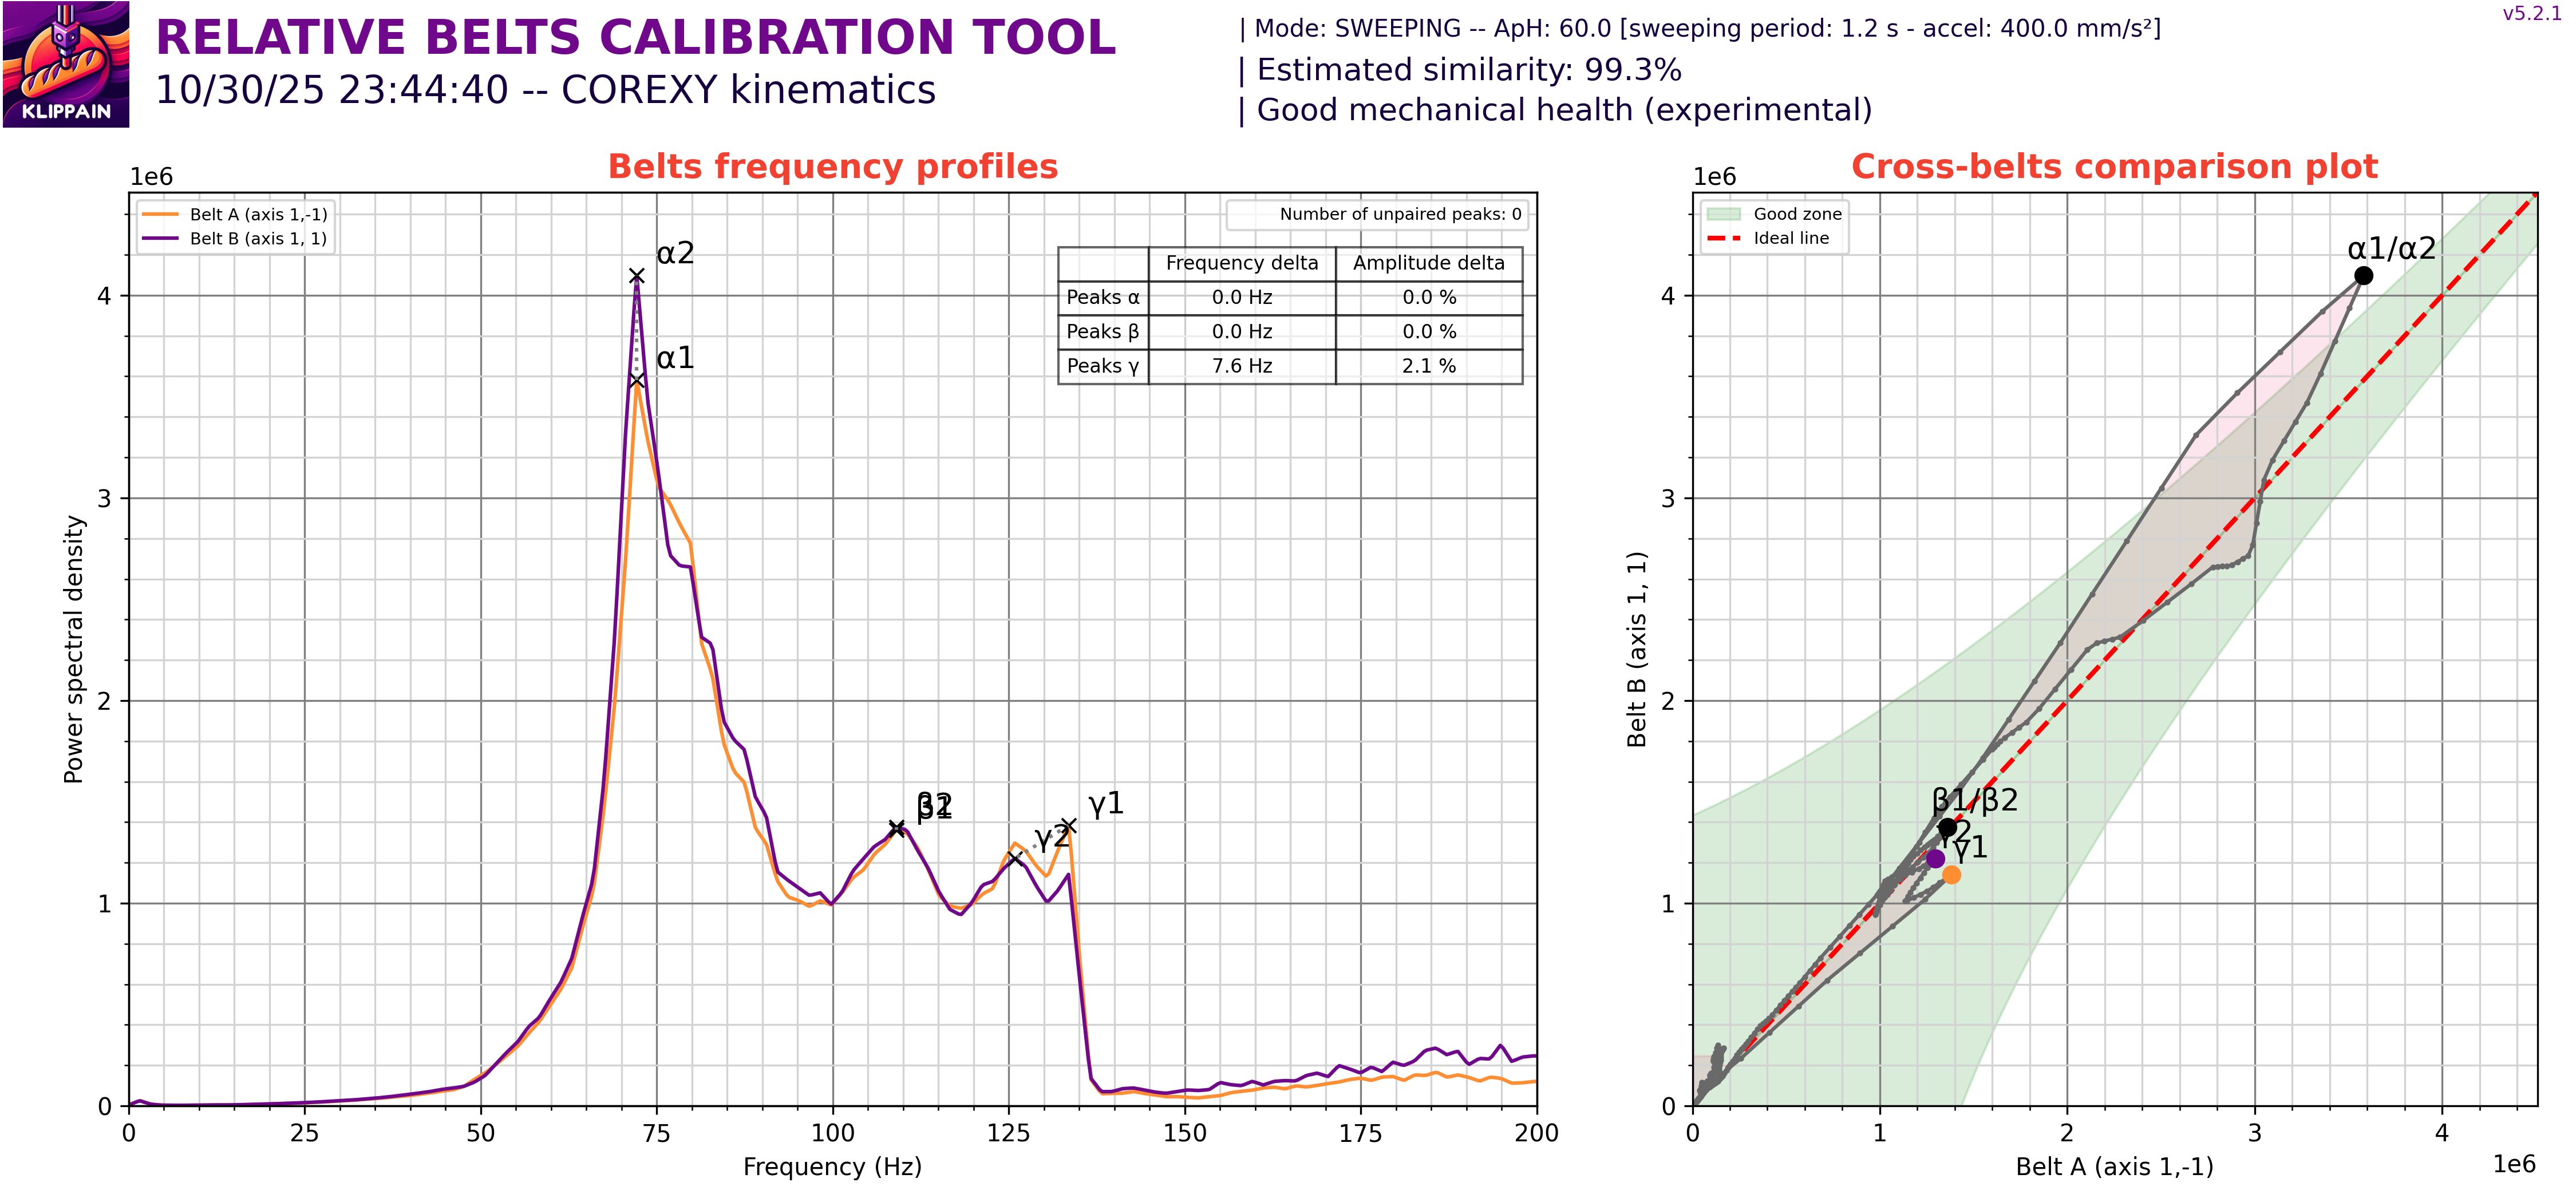 KLIPPAIN
RELATIVE BELTS CALIBRATION TOOL
10/30/25 23:44:40 -- COREXY kinematics
| Mode: SWEEPING -- ApH: 60.0 [sweeping period: 1.2 s - accel: 400.0 mm/s²]
| Estimated similarity: 99.3%
| Good mechanical health (experimental)
v5.2.1
Belts frequency profiles
1e6
Belt A (axis 1,-1)
Belt B (axis 1, 1)
Number of unpaired peaks: 0
Frequency delta Amplitude delta
Peaks α 0.0 Hz 0.0 %
Peaks β 0.0 Hz 0.0 %
Peaks γ 7.6 Hz 2.1 %
α2
α1
β2
β1
γ2
γ1
Power spectral density
4
3
2
1
0
0 25 50 75 100 125 150 175 200
Frequency (Hz)
Cross-belts comparison plot
1e6
Good zone
Ideal line
α1/α2
β1/β2
γ2
γ1
Belt B (axis 1, 1)
4
3
2
1
0
0 1 2 3 4
Belt A (axis 1,-1)
1e6